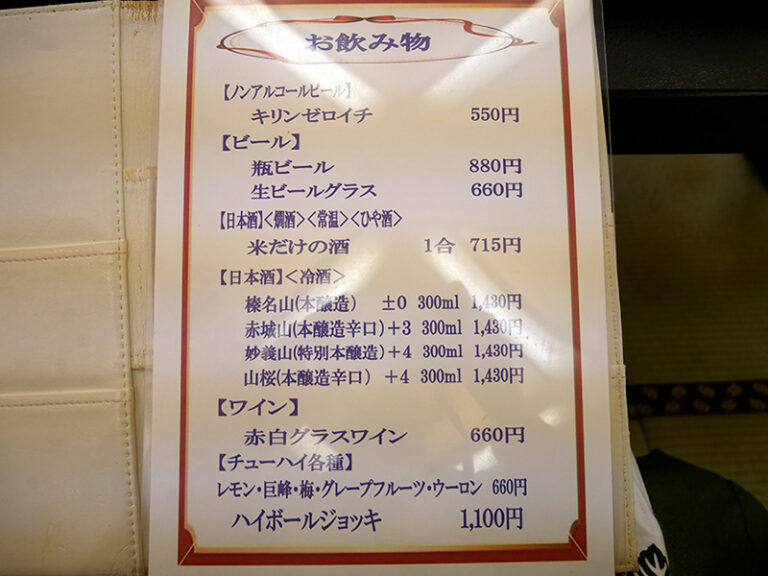 お飲み物
【ノンアルコールビール】
キリンゼロイチ 550円
【ビール】
瓶ビール 880円
生ビールグラス 660円
【日本酒】<燗酒><常温><ひや酒>
米だけの酒 1合 715円
【日本酒】<冷酒>
榛名山(本醸造) ±0 300ml 1,430円
赤城山(本醸造辛口)+3 300ml 1,430円
妙義山(特別本醸造)+4 300ml 1,430円
山桜(本醸造辛口) +4 300ml 1,430円
【ワイン】
赤白グラスワイン 660円
【チューハイ各種】
レモン・巨峰・梅・グレープフルーツ・ウーロン 660円
ハイボールジョッキ 1,100円